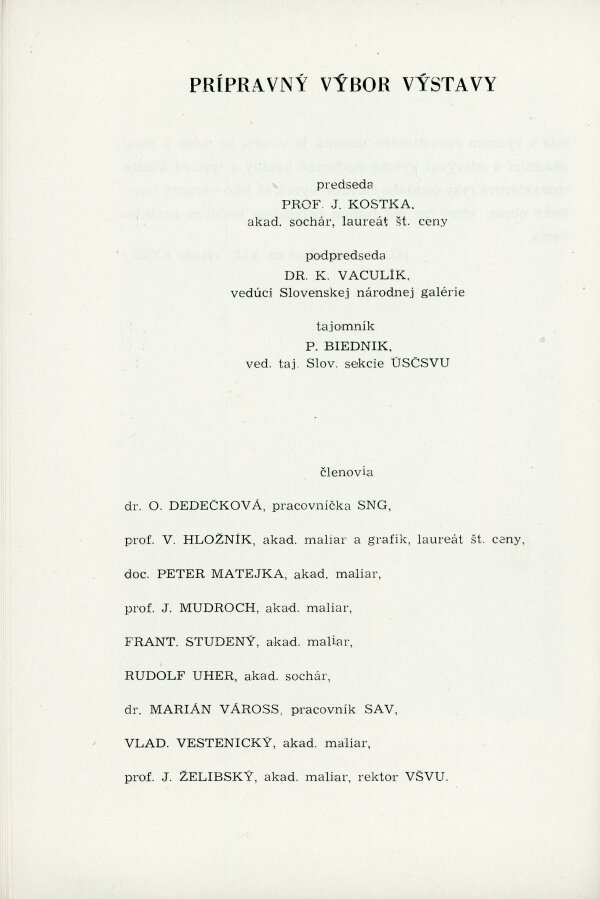 PRÍPRAVNÝ VÝBOR VÝSTAVY
predseda
PROF. J. KOSTKA,
akad. sochár, laureát št. ceny
podpredseda
DR. K. VACULÍK,
vedúci Slovenskej národnej galérie
tajomník
P. BIEDNIK,
ved. taj. Slov. sekcie ÚSČSVU
členovia
dr. O. DEDEČKOVÁ, pracovníčka SNG,
prof. V. HLOŽNÍK, akad. maliar a grafik, laureát št. ceny,
doc. PETER MATEJKA, akad. maliar,
prof. J. MUDROCH, akad. maliar,
FRANT. STUDENÝ, akad. maliar,
RUDOLF UHER, akad. sochár,
dr. MARIÁN VÁROSS, pracovník SAV,
VLAD. VESTENICKÝ, akad. maliar,
prof. J. ŽELIBSKÝ, akad. maliar, rektor VŠVU.